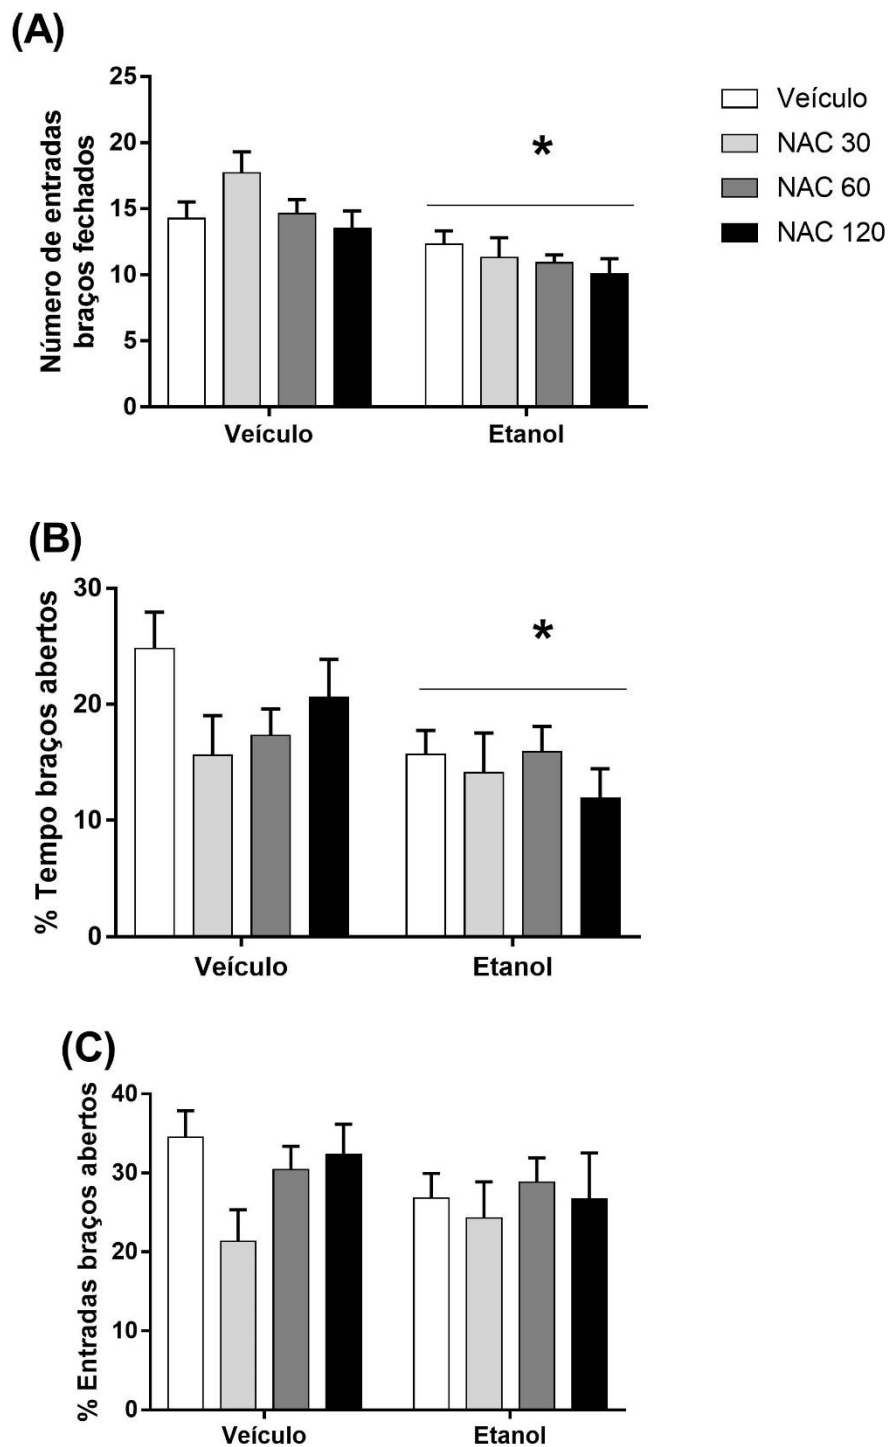 (A)
Número de entradas
braços fechados
25
20
15
10
5
0
*
Veículo
Etanol
Veículo
NAC 30
NAC 60
NAC 120
(B)
% Tempo braços abertos
30
20
10
0
*
Veículo
Etanol
(C)
% Entradas braços abertos
40
30
20
10
0
Veículo
Etanol